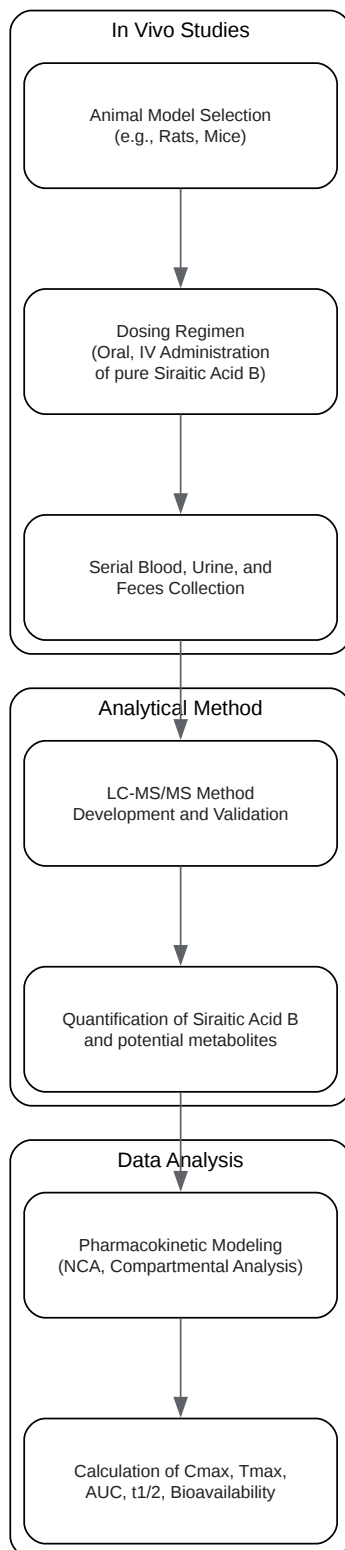 In Vivo Studies
Animal Model Selection
(e.g., Rats, Mice)
Dosing Regimen
(Oral, IV Administration
of pure Siraitic Acid B)
Serial Blood, Urine, and
Feces Collection
Analytical Method
LC-MS/MS Method
Development and Validation
Quantification of Siraitic Acid B
and potential metabolites
Data Analysis
Pharmacokinetic Modeling
(NCA, Compartmental Analysis)
Calculation of Cmax, Tmax,
AUC, t1/2, Bioavailability